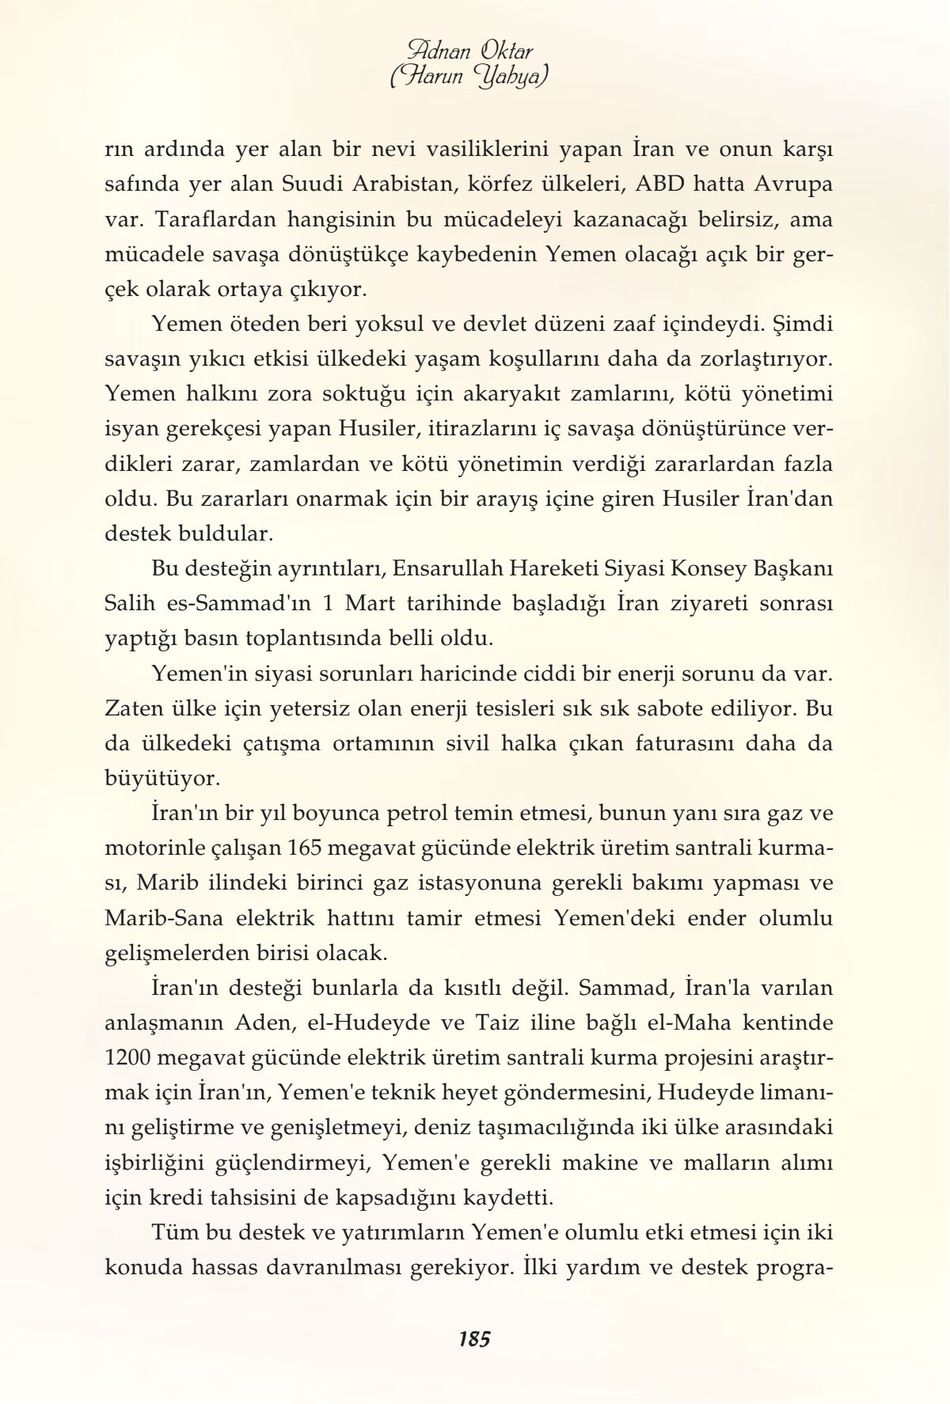 Adnan Oktar
(Harun Yahya)
rın ardında yer alan bir nevi vasiliklerini yapan İran ve onun karşı
safında yer alan Suudi Arabistan, körfez ülkeleri, ABD hatta Avrupa
var. Taraflardan hangisinin bu mücadeleyi kazanacağı belirsiz, ama
mücadele savaşa dönüştükçe kaybedenin Yemen olacağı açık bir ger-
çek olarak ortaya çıkıyor.
Yemen öteden beri yoksul ve devlet düzeni zaaf içindeydi. Şimdi
savaşın yıkıcı etkisi ülkedeki yaşam koşullarını daha da zorlaştırıyor.
Yemen halkını zora soktuğu için akaryakıt zamlarını, kötü yönetimi
isyan gerekçesi yapan Husiler, itirazlarını iç savaşa dönüştürünce ver-
dikleri zarar, zamlardan ve kötü yönetimin verdiği zararlardan fazla
oldu. Bu zararları onarmak için bir arayış içine giren Husiler İran'dan
destek buldular.
Bu desteğin ayrıntıları, Ensarullah Hareketi Siyasi Konsey Başkanı
Salih es-Sammad'ın 1 Mart tarihinde başladığı İran ziyareti sonrası
yaptığı basın toplantısında belli oldu.
Yemen'in siyasi sorunları haricinde ciddi bir enerji sorunu da var.
Zaten ülke için yetersiz olan enerji tesisleri sık sık sabote ediliyor. Bu
da ülkedeki çatışma ortamının sivil halka çıkan faturasını daha da
büyütüyor.
İran'ın bir yıl boyunca petrol temin etmesi, bunun yanı sıra gaz ve
motorinle çalışan 165 megavat gücünde elektrik üretim santrali kurma-
sı, Marib ilindeki birinci gaz istasyonuna gerekli bakımı yapması ve
Marib-Sana elektrik hattını tamir etmesi Yemen'deki ender olumlu
gelişmelerden birisi olacak.
İran'ın desteği bunlarla da kısıtlı değil. Sammad, İran'la varılan
anlaşmanın Aden, el-Hudeyde ve Taiz iline bağlı el-Maha kentinde
1200 megavat gücünde elektrik üretim santrali kurma projesini araştır-
mak için İran'ın, Yemen'e teknik heyet göndermesini, Hudeyde limanı-
nı geliştirme ve genişletmeyi, deniz taşımacılığında iki ülke arasındaki
işbirliğini güçlendirmeyi, Yemen'e gerekli makine ve malların alımı
için kredi tahsisini de kapsadığını kaydetti.
Tüm bu destek ve yatırımların Yemen'e olumlu etki etmesi için iki
konuda hassas davranılması gerekiyor. İlki yardım ve destek progra-
185